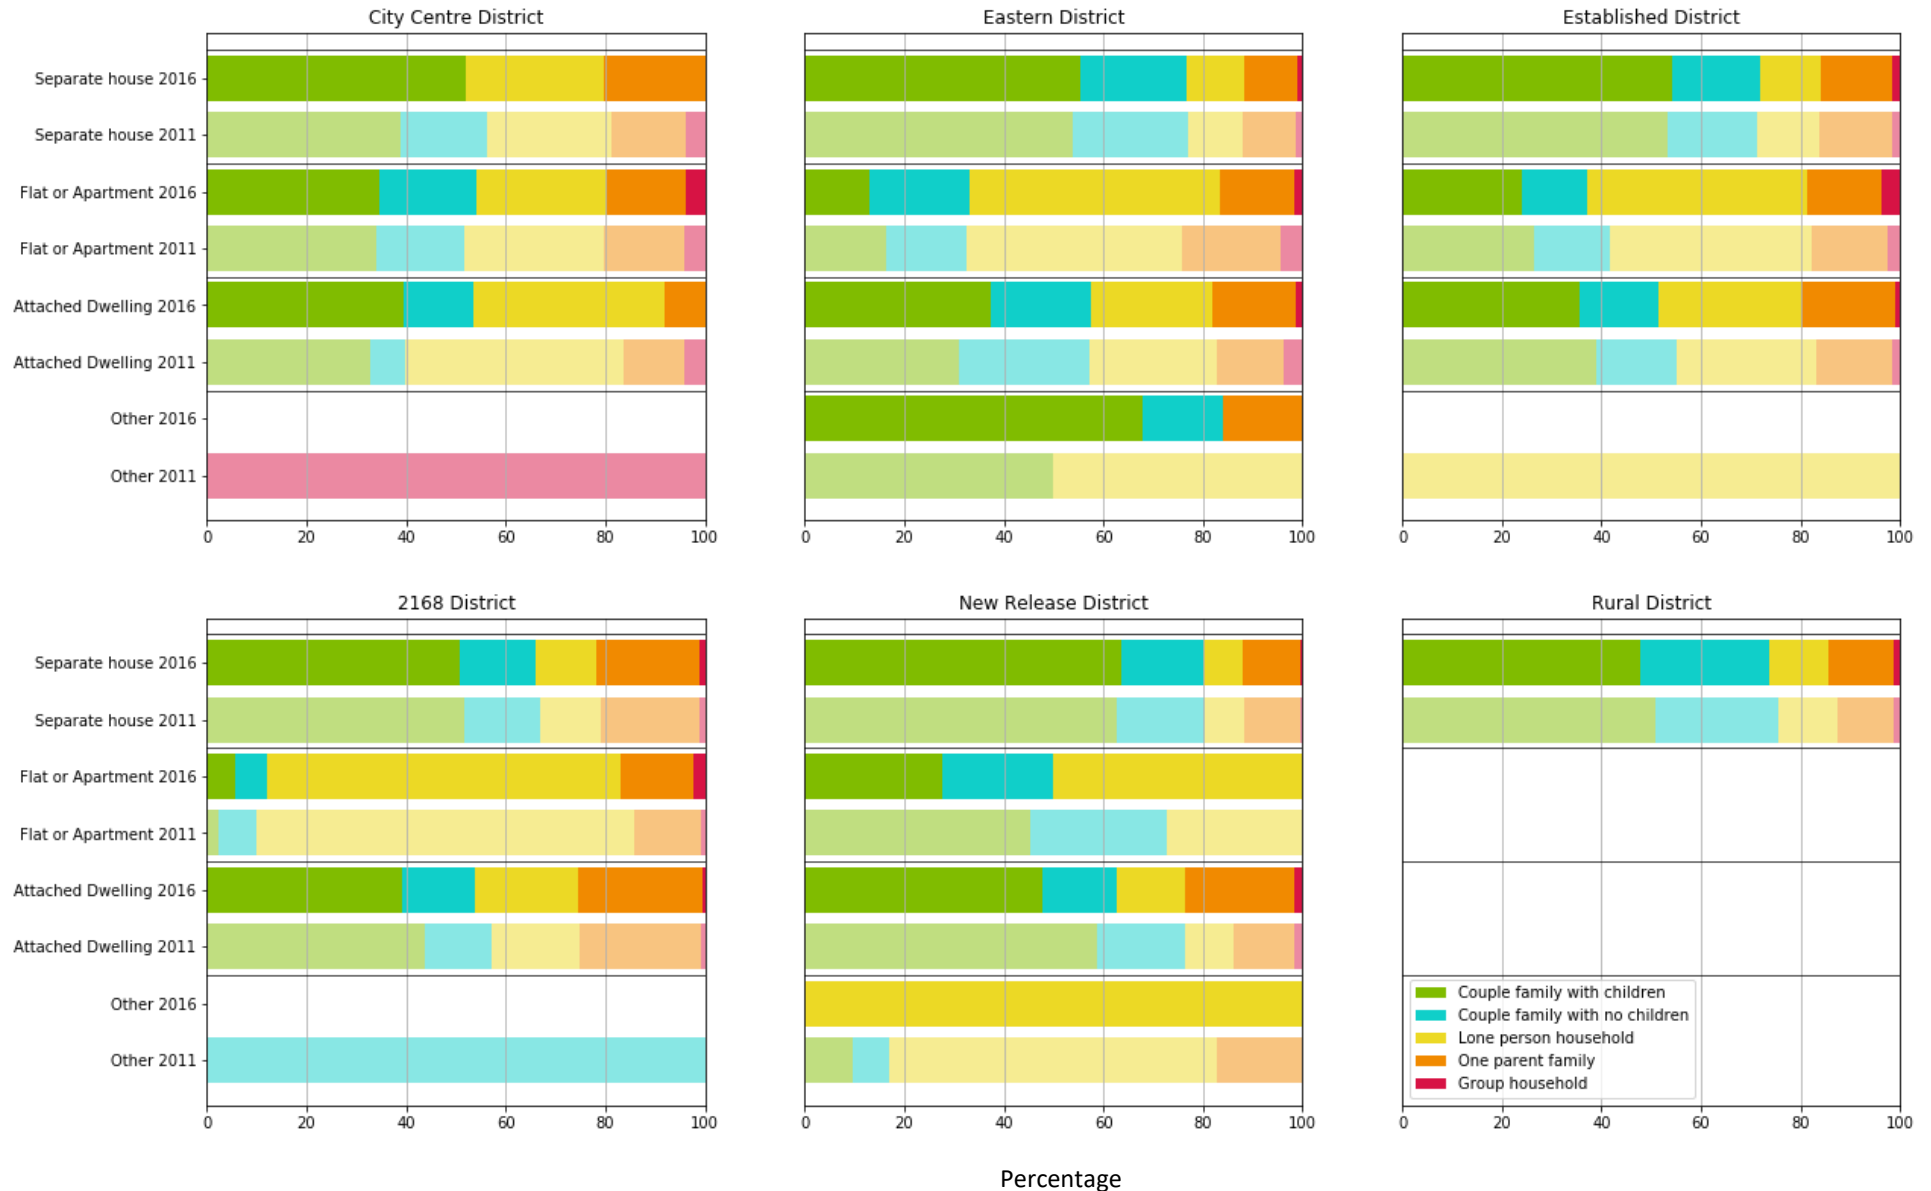 City Centre District
Eastern District
Established District
Separate house 2016
Separate house 2011
Flat or Apartment 2016
Flat or Apartment 2011
Attached Dwelling 2016
Attached Dwelling 2011
Other 2016
Other 2011
0 20 40 60 80 100
0 20 40 60 80 100
0 20 40 60 80 100
2168 District
New Release District
Rural District
Separate house 2016
Separate house 2011
Flat or Apartment 2016
Flat or Apartment 2011
Attached Dwelling 2016
Attached Dwelling 2011
Other 2016
Other 2011
Couple family with children
Couple family with no children
Lone person household
One parent family
Group household
0 20 40 60 80 100
0 20 40 60 80 100
0 20 40 60 80 100
Percentage